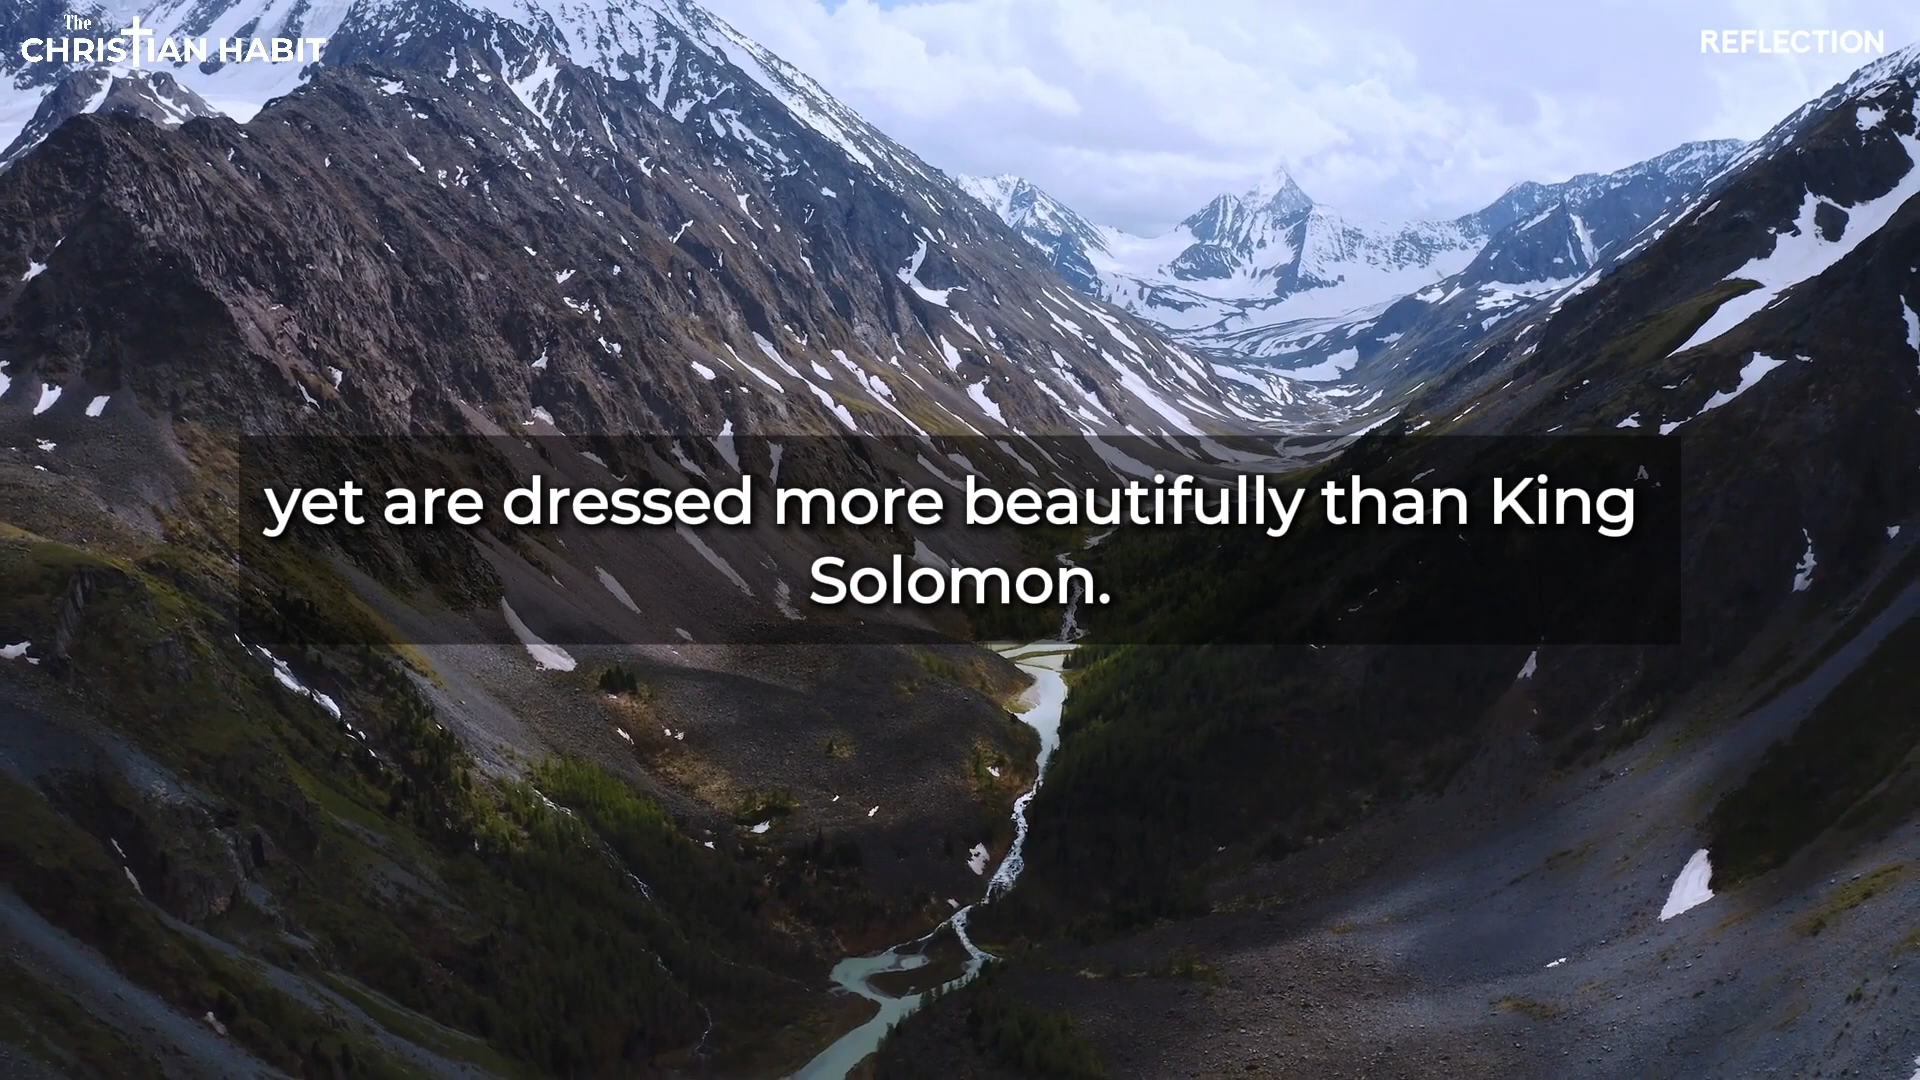 The
CHRISTIAN HABIT
REFLECTION
yet are dressed more beautifully than King
Solomon.